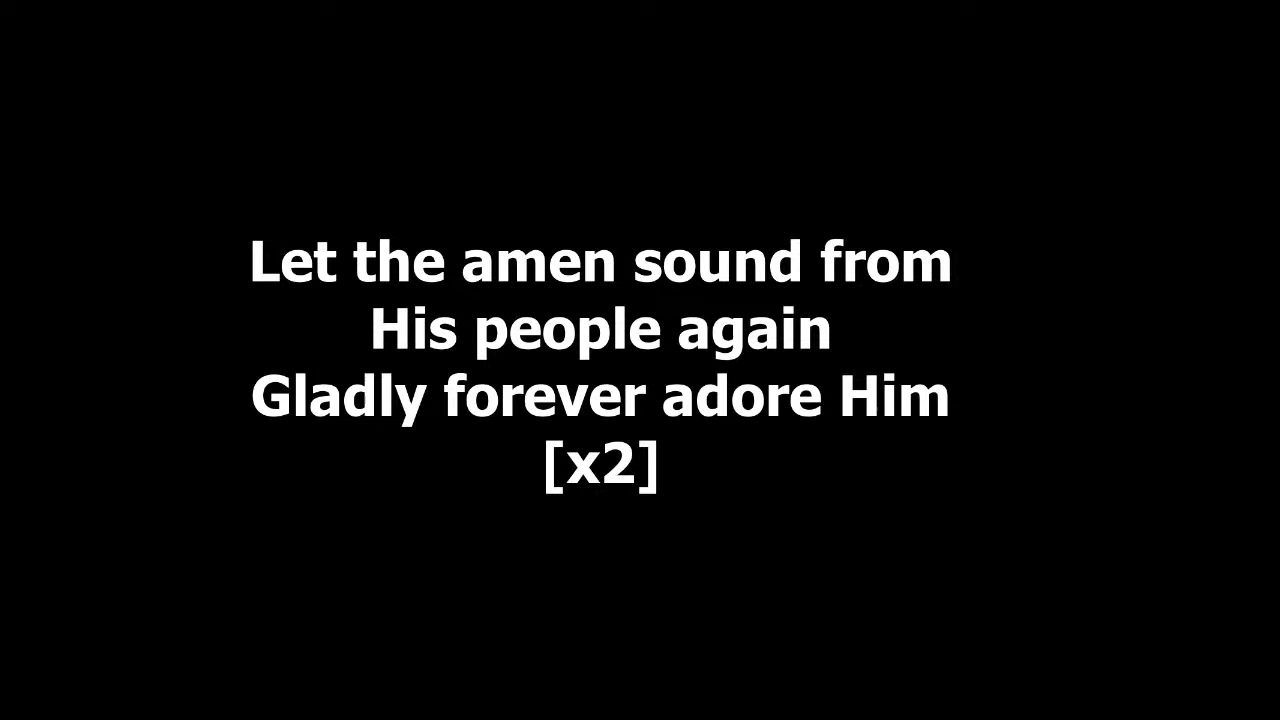 Let the amen sound from
His people again
Gladly forever adore Him
[x2]